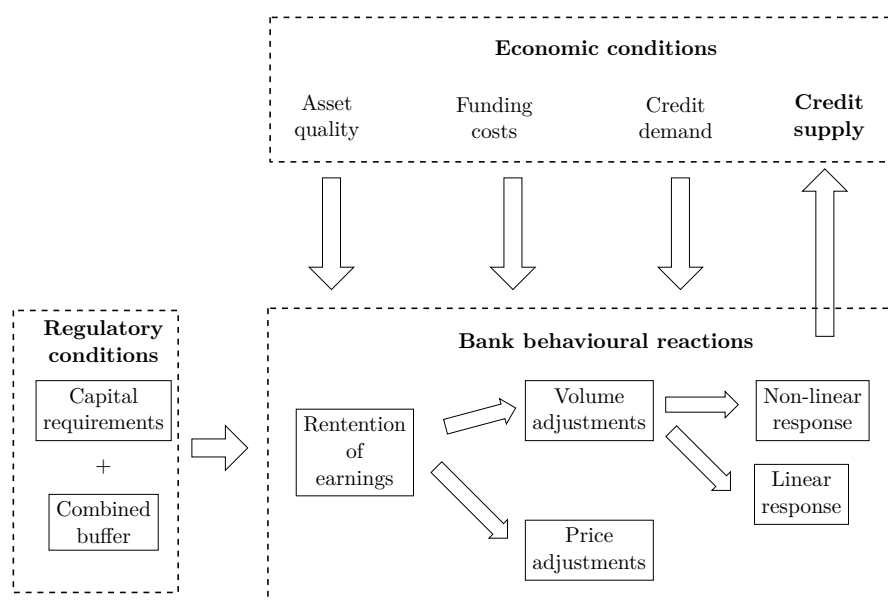 Economic conditions
Asset
quality
Funding
costs
Credit
demand
Credit
supply
Regulatory
conditions
Capital
requirements
+
Combined
buffer
Bank behavioural reactions
Rentention
of
earnings
Volume
adjustments
Price
adjustments
Non-linear
response
Linear
response